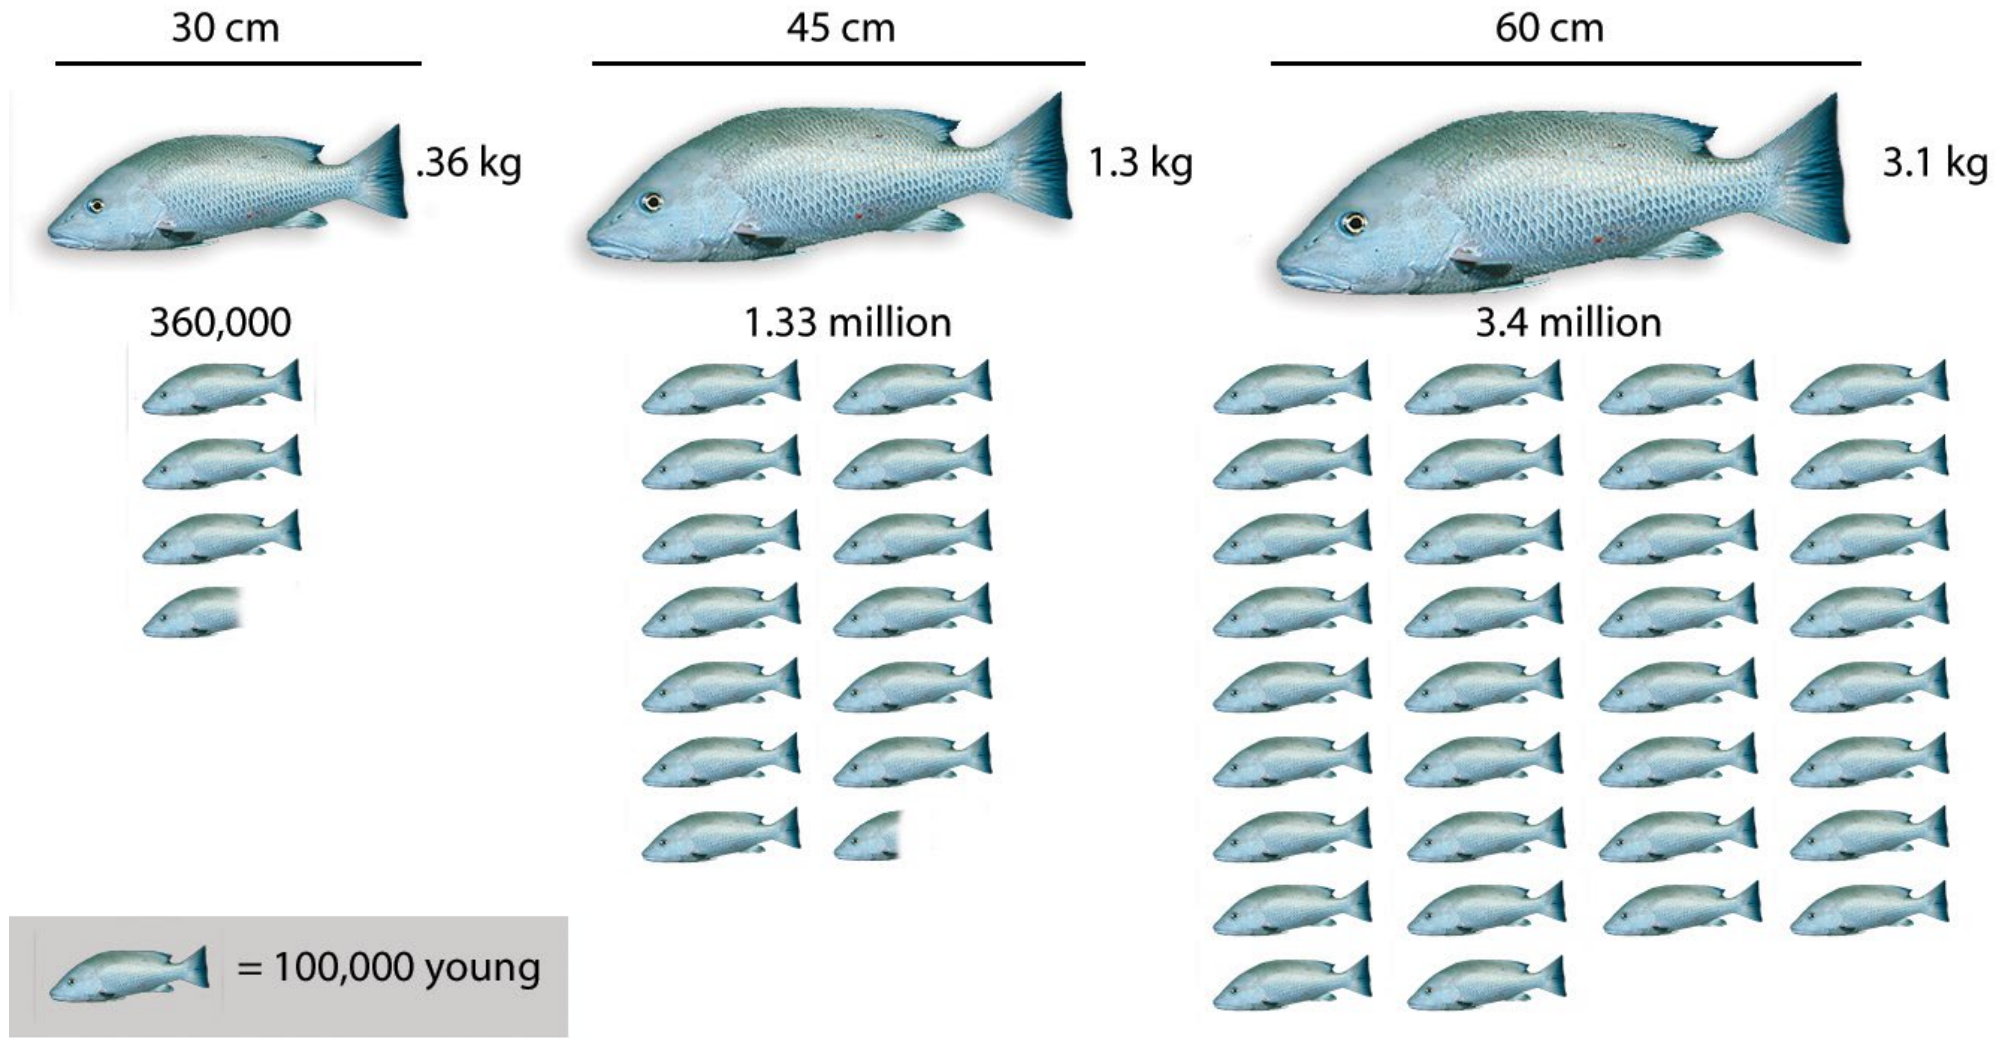 30 cm
45 cm
60 cm
.36 kg
1.3 kg
3.1 kg
360,000
1.33 million
3.4 million
= 100,000 young